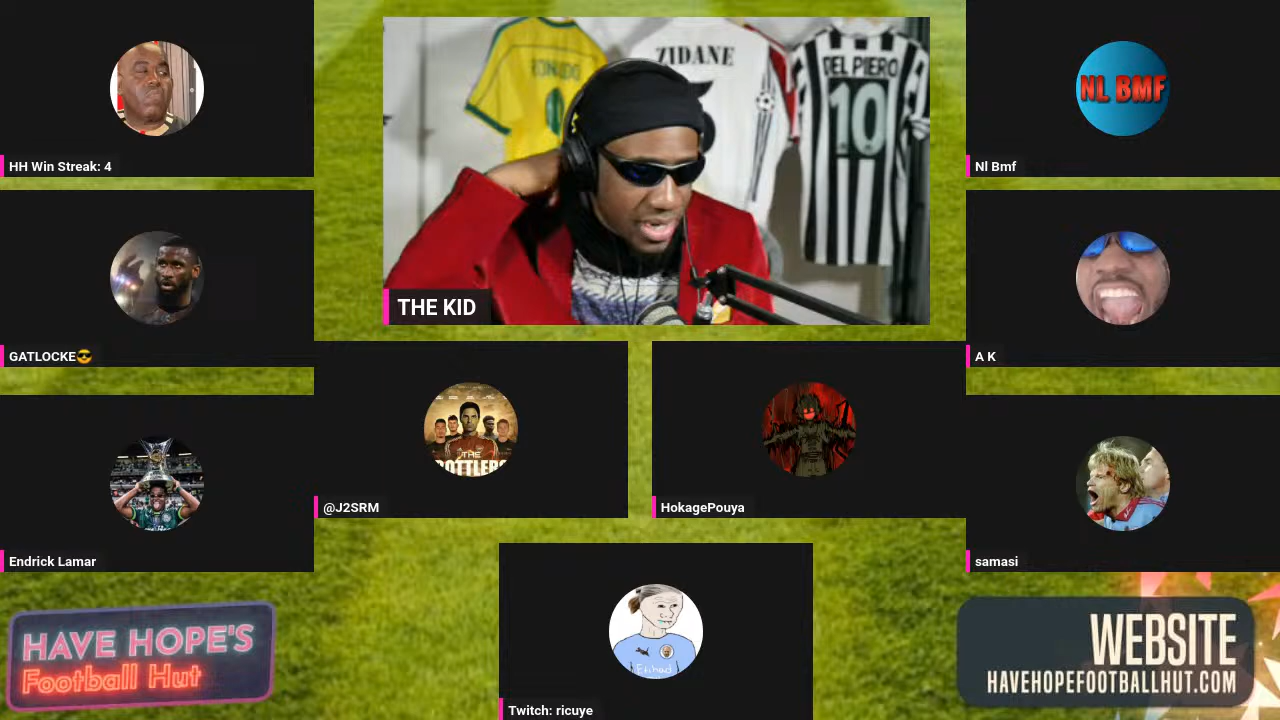 HH Win Streak: 4
RONALDO
ZIDANE
DEL PIERO
10
THE KID
NL BMF
Nl Bmf
GATLOCKE😎
A K
THE
BOTTLERS
@J2SRM
HokagePouya
Endrick Lamar
samasi
HAVE HOPE'S
Football Hut
Etihad
Twitch: ricuye
WEBSITE
HAVEHOPEFOOTBALLHUT.COM